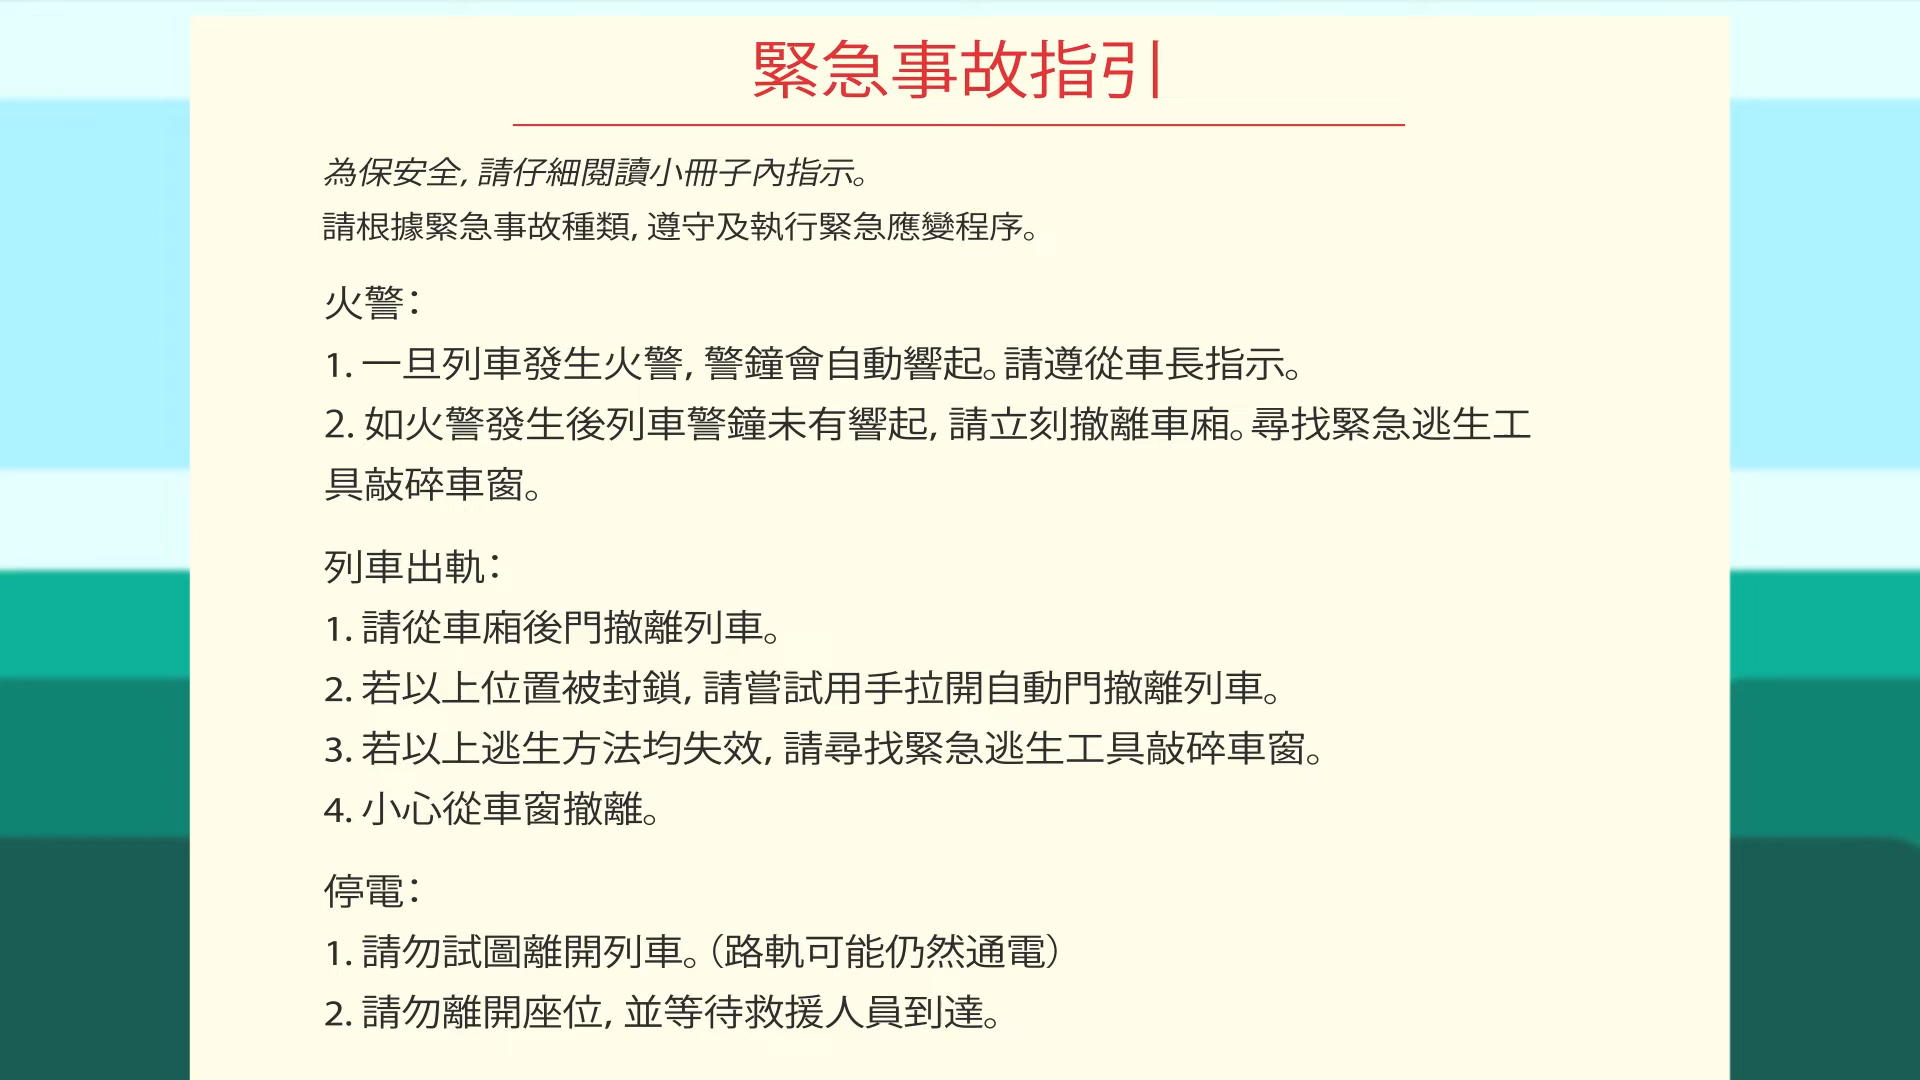 緊急事故指引
為保安全, 請仔細閱讀小冊子內指示。
請根據緊急事故種類, 遵守及執行緊急應變程序。
火警：
1. 一旦列車發生火警, 警鐘會自動響起。請遵從車長指示。
2. 如火警發生後列車警鐘未有響起, 請立刻撤離車廂。尋找緊急逃生工
具敲碎車窗。
列車出軌：
1. 請從車廂後門撤離列車。
2. 若以上位置被封鎖, 請嘗試用手拉開自動門撤離列車。
3. 若以上逃生方法均失效, 請尋找緊急逃生工具敲碎車窗。
4. 小心從車窗撤離。
停電：
1. 請勿試圖離開列車。（路軌可能仍然通電）
2. 請勿離開座位, 並等待救援人員到達。